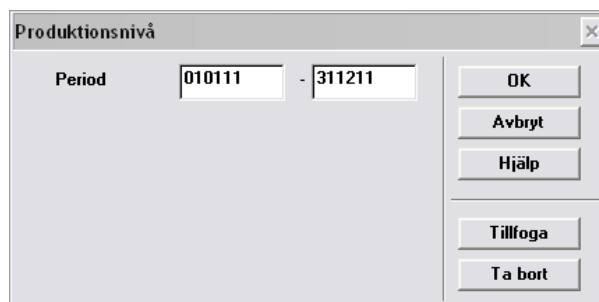 Produktionsnivå
Period 010111 - 311211
OK
Avbryt
Hjälp
Tillfoga
Ta bort